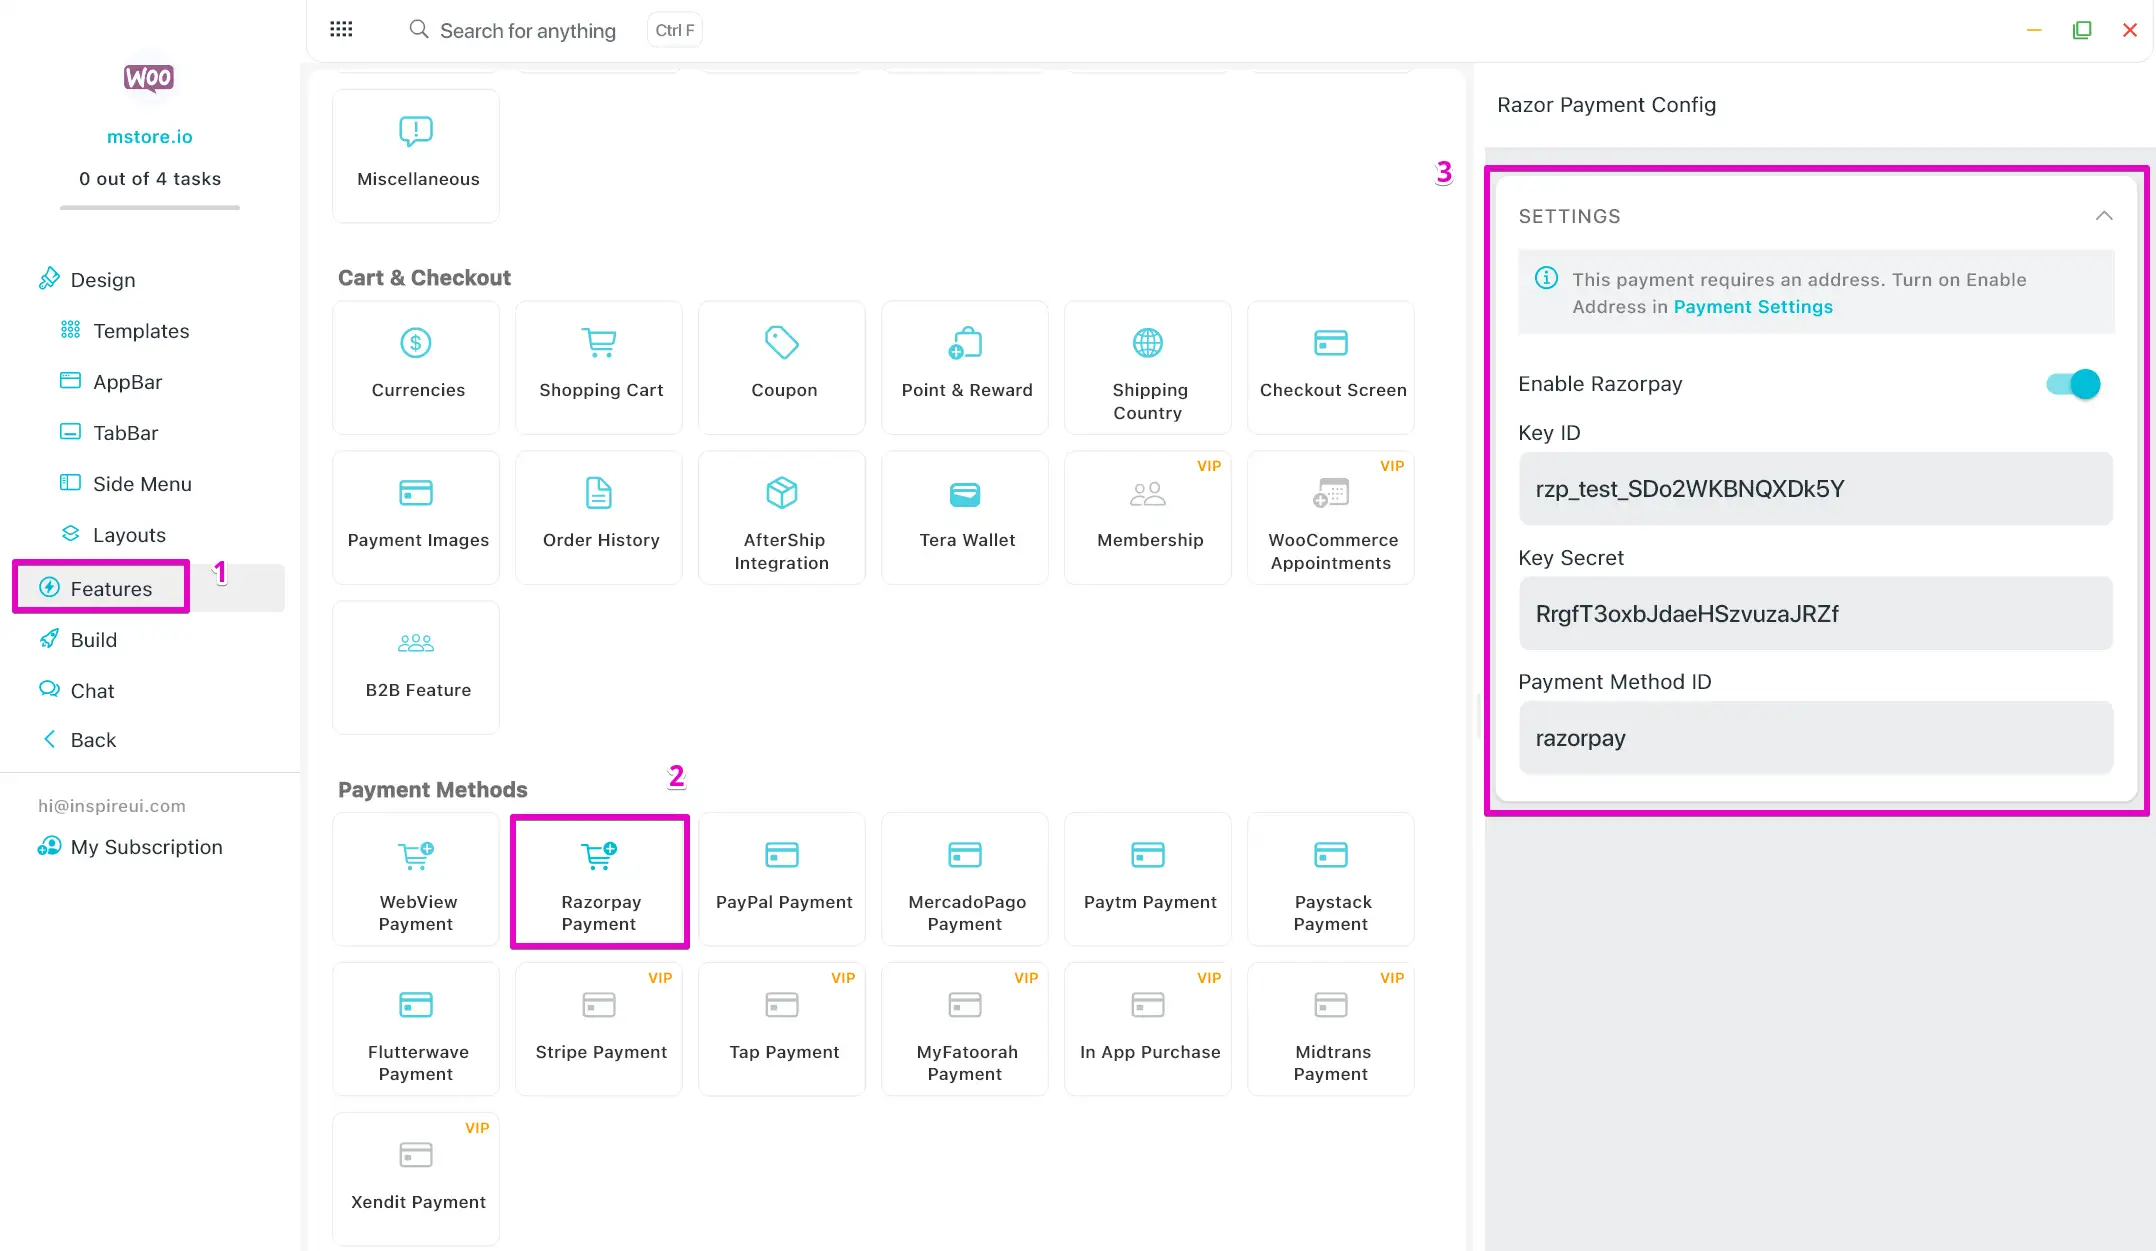 Search for anything
Ctrl F
WOO
mstore.io
0 out of 4 tasks
Design
Templates
AppBar
TabBar
Side Menu
Layouts
Features
1
Build
Chat
Back
hi@inspireui.com
My Subscription
Miscellaneous
Cart & Checkout
Currencies
Shopping Cart
Coupon
Point & Reward
Shipping
Country
Checkout Screen
Payment Images
Order History
AfterShip
Integration
Tera Wallet
VIP
Membership
VIP
WooCommerce
Appointments
B2B Feature
Payment Methods
2
WebView
Payment
Razorpay
Payment
PayPal Payment
MercadoPago
Payment
Paytm Payment
Paystack
Payment
Flutterwave
Payment
VIP
Stripe Payment
VIP
Tap Payment
VIP
MyFatoorah
Payment
VIP
In App Purchase
VIP
Midtrans
Payment
VIP
Xendit Payment
Razor Payment Config
3
SETTINGS
This payment requires an address. Turn on Enable
Address in Payment Settings
Enable Razorpay
Key ID
rzp_test_SDo2WKBNQXDk5Y
Key Secret
RrgfT3oxbJdaeHSzvuzaJRZf
Payment Method ID
razorpay